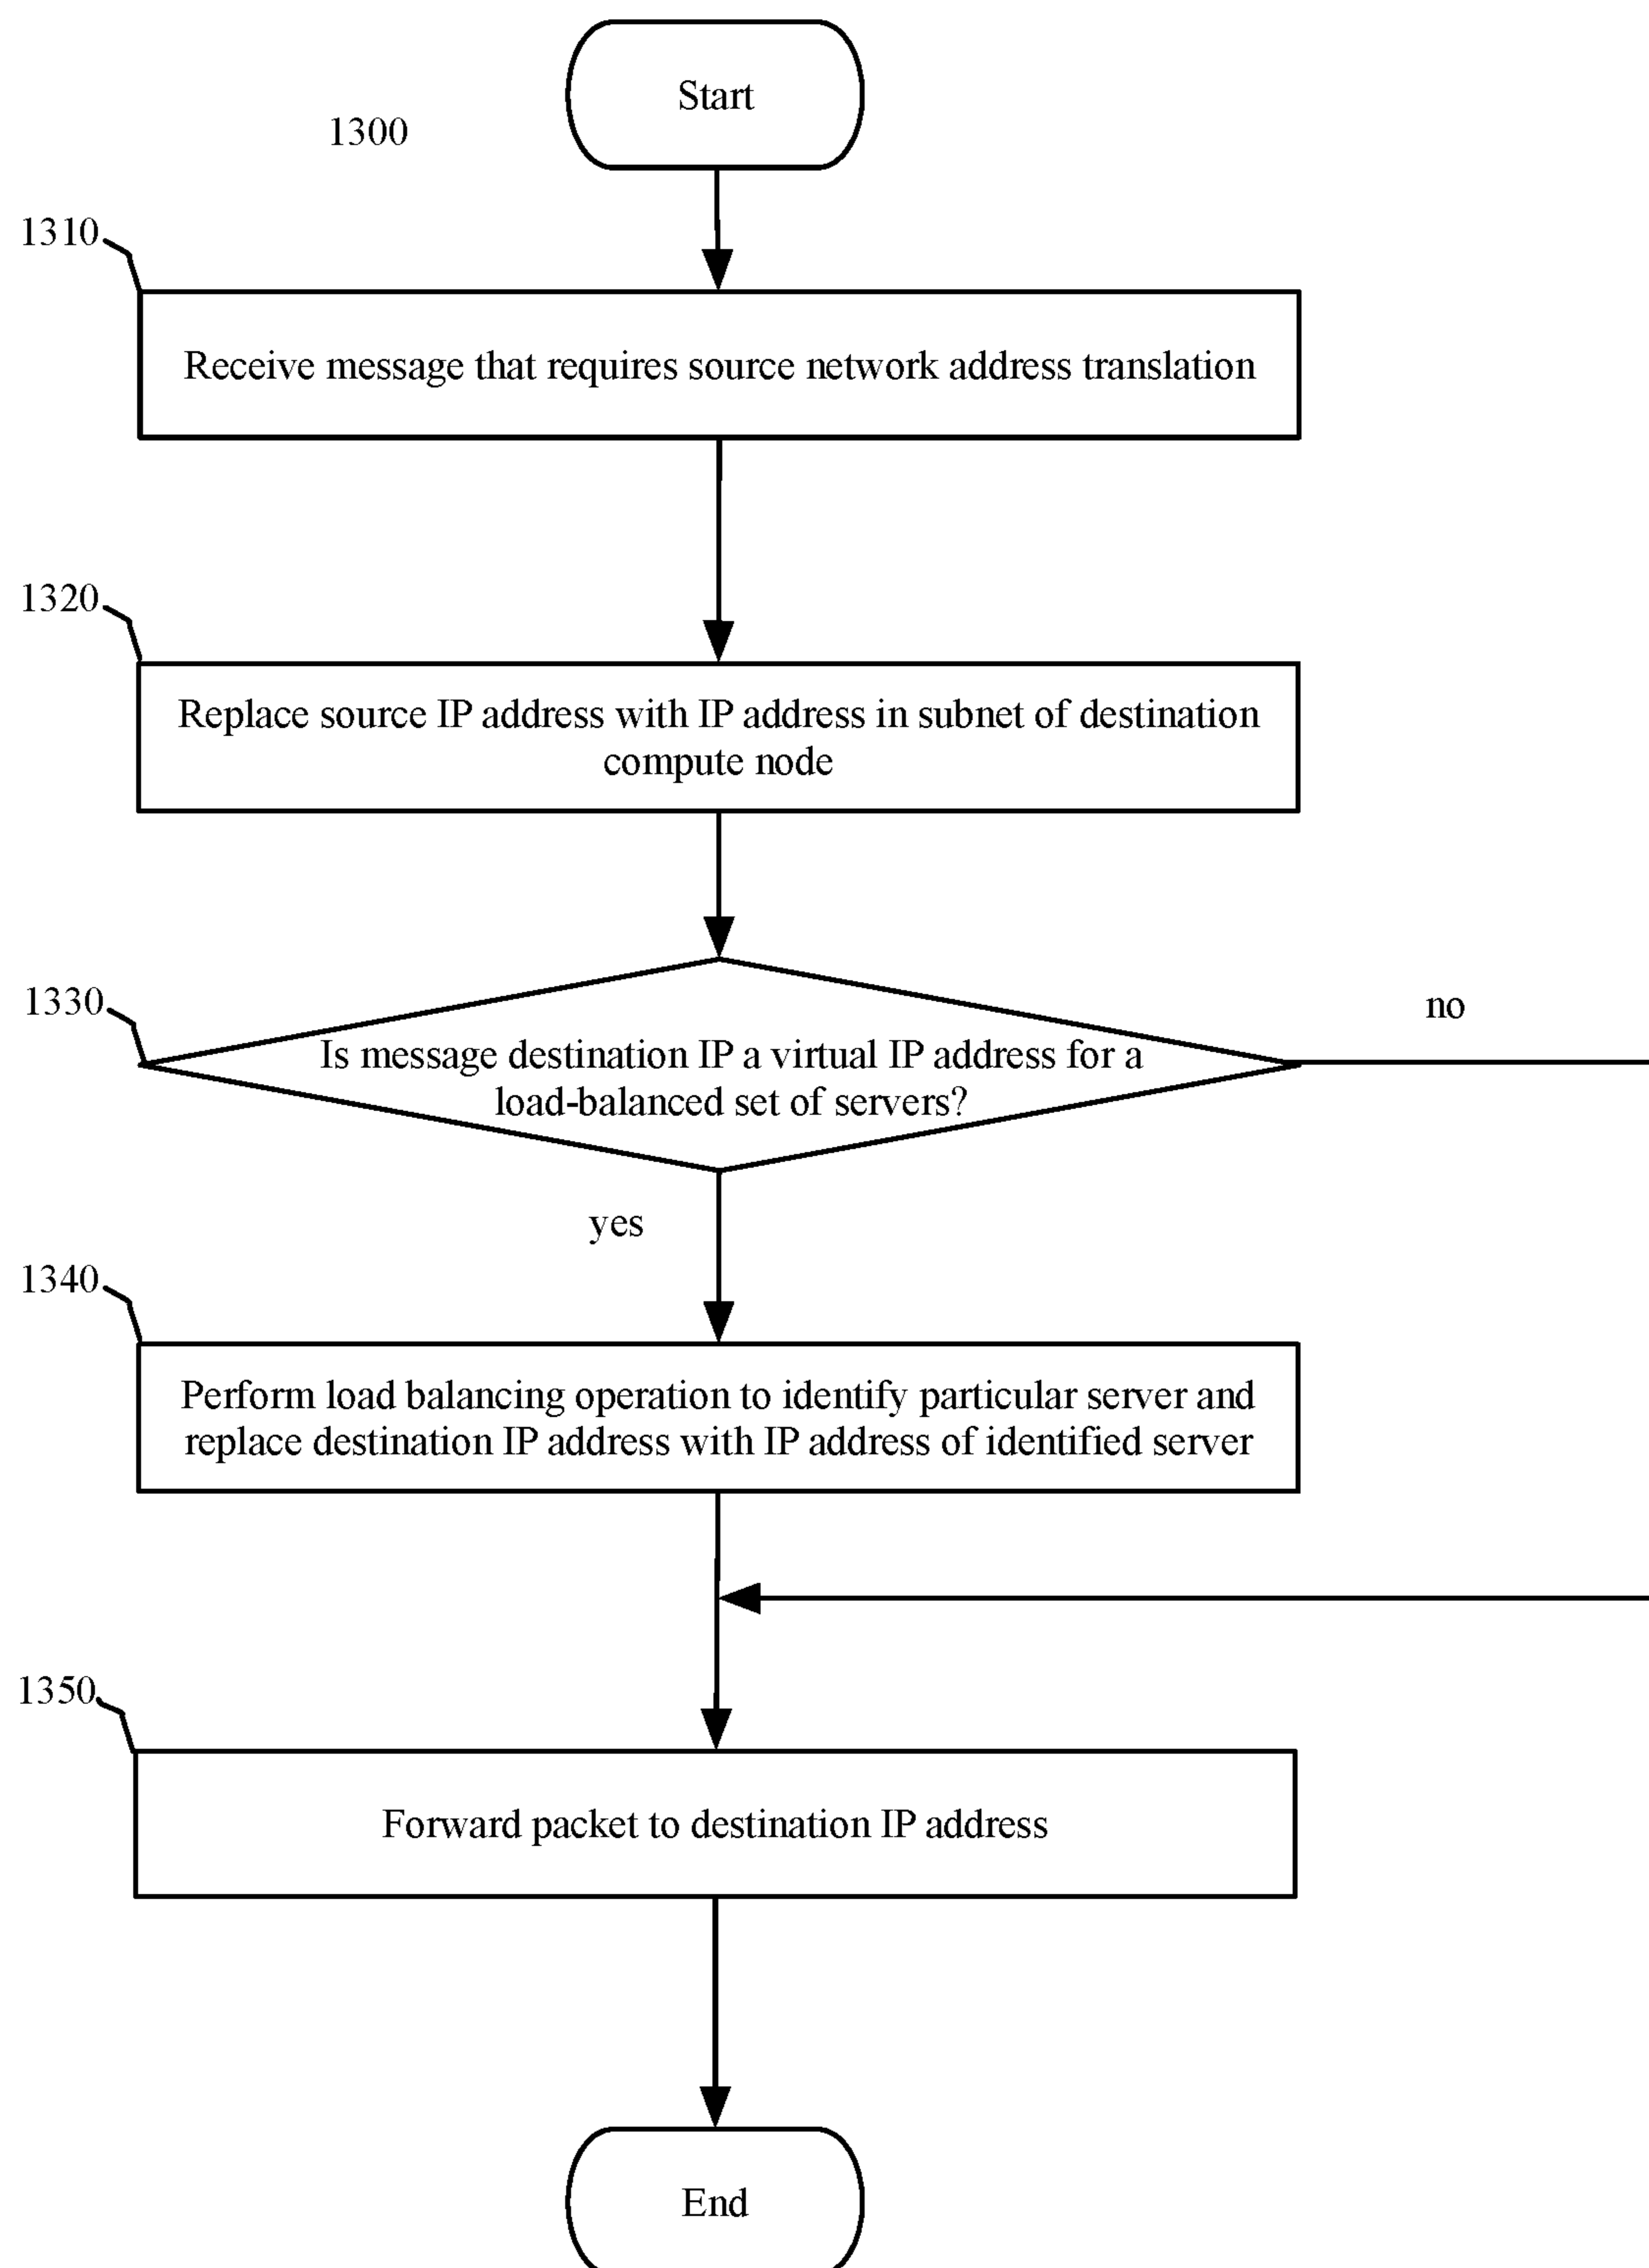 Start
1300
1310
Receive message that requires source network address translation
1320
Replace source IP address with IP address in subnet of destination
compute node
1330
no
Is message destination IP a virtual IP address for a
load-balanced set of servers?
yes
1340
Perform load balancing operation to identify particular server and
replace destination IP address with IP address of identified server
1350
Forward packet to destination IP address
End